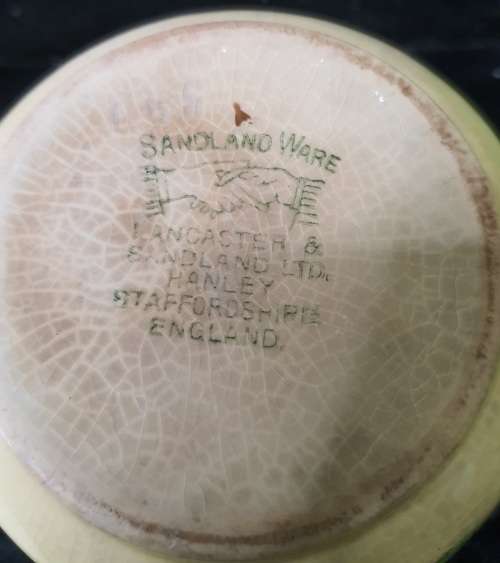 SANDLAND WARE
LANCASTER &
SANDLAND LTD.
HANLEY
STAFFORDSHIRE
ENGLAND.